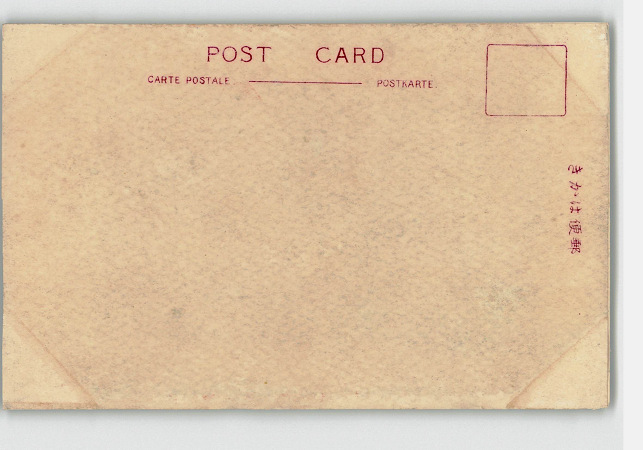 POST CARD
CARTE POSTALE. POSTKARTE.
きかは便郵